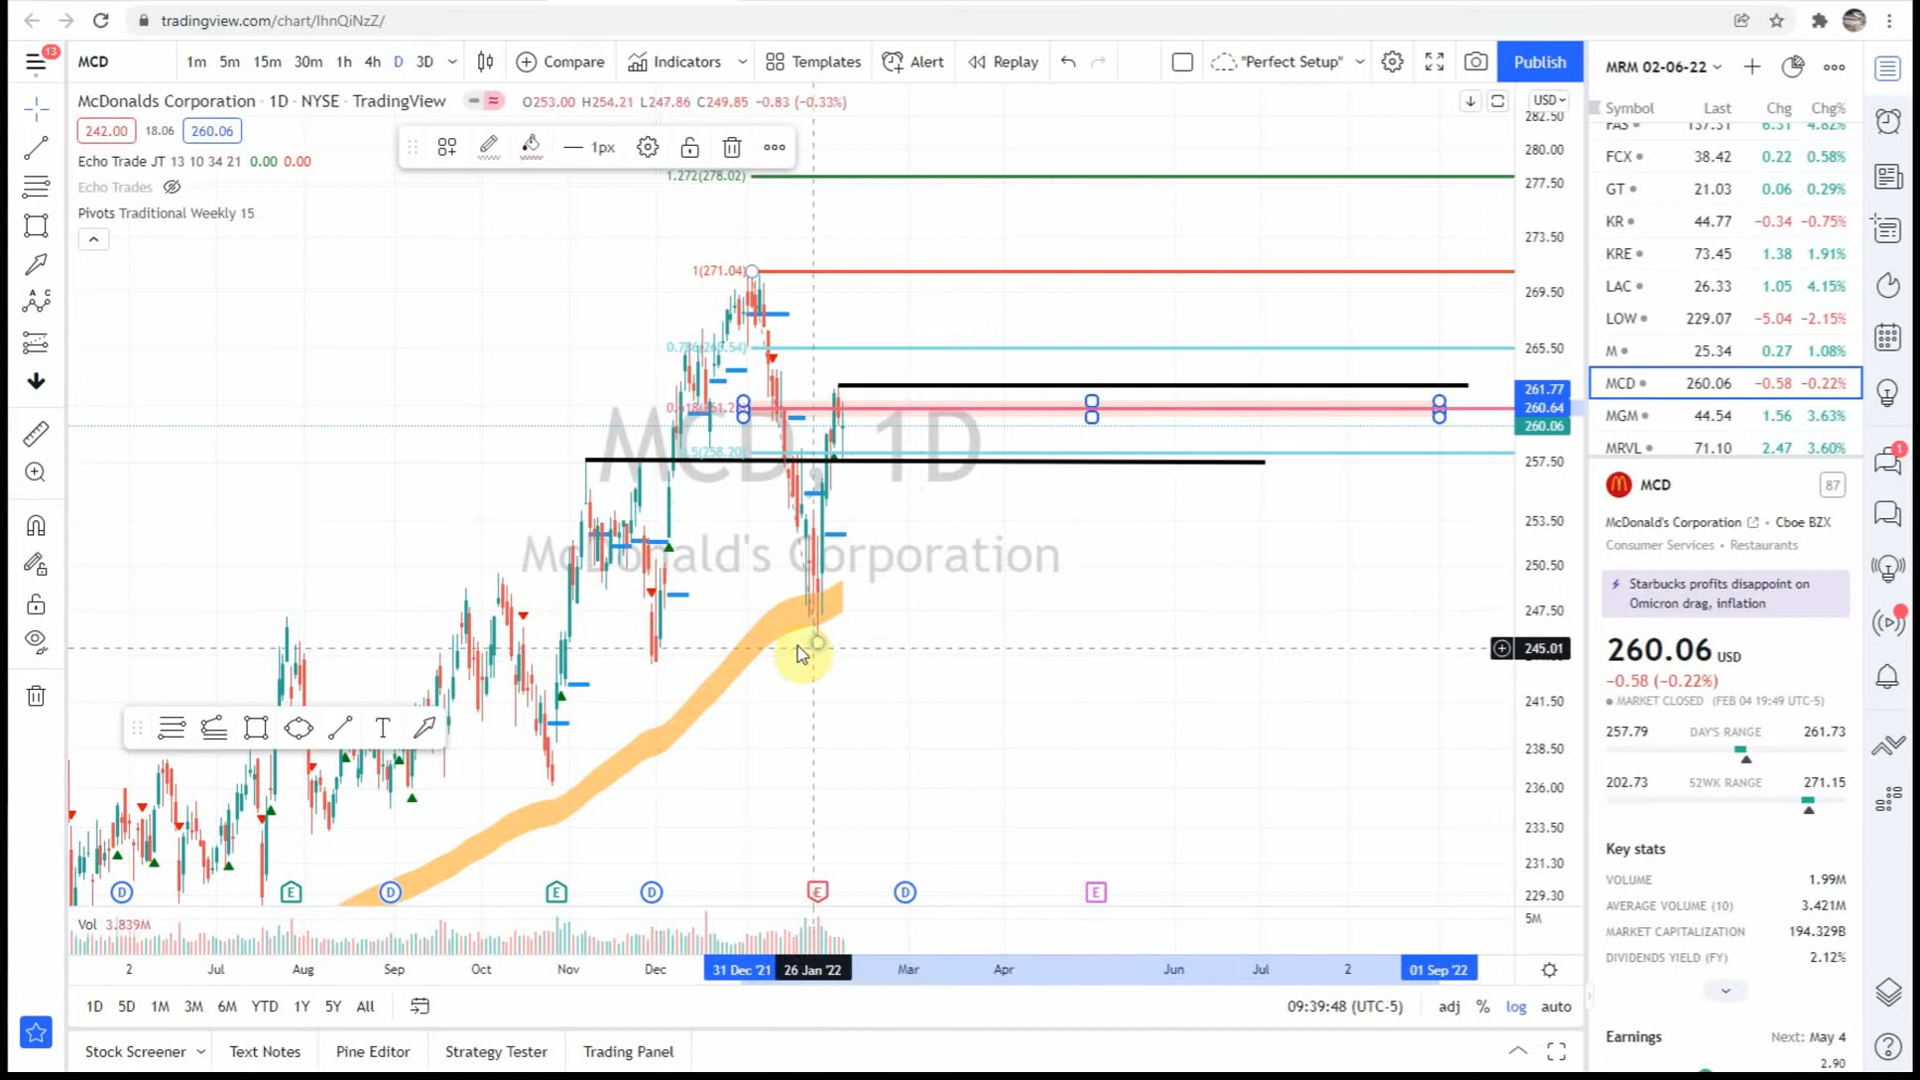 tradingview.com/chart/IhnQiNzZ/
13
MCD
1m 5m 15m 30m 1h 4h D 3D
Compare
Indicators
Templates
Alert
Replay
"Perfect Setup"
Publish
McDonalds Corporation · 1D · NYSE · TradingView
O253.00 H254.21 L247.86 C249.85 −0.83 (−0.33%)
242.00 18.06 260.06
Echo Trade JT 13 10 34 21 0.00 0.00
Echo Trades
Pivots Traditional Weekly 15
1px
1.272(278.02)
1(271.04)
MCD, 1D
McDonald's Corporation
USD
282.50
280.00
277.50
273.50
269.50
265.50
261.77
260.64
260.06
257.50
253.50
250.50
247.50
245.01
241.50
238.50
236.00
233.50
231.30
229.30
T
D E D E D E D E
Vol 3.839M
5M
2 Jul Aug Sep Oct Nov Dec 31 Dec '21 26 Jan '22 Mar Apr Jun Jul 2 01 Sep '22
1D 5D 1M 3M 6M YTD 1Y 5Y All
09:39:48 (UTC-5)
adj % log auto
Stock Screener
Text Notes
Pine Editor
Strategy Tester
Trading Panel
MRM 02-06-22
Symbol Last Chg Chg%
FAS 137.31 6.31 4.82%
FCX 38.42 0.22 0.58%
GT 21.03 0.06 0.29%
KR 44.77 −0.34 −0.75%
KRE 73.45 1.38 1.91%
LAC 26.33 1.05 4.15%
LOW 229.07 −5.04 −2.15%
M 25.34 0.27 1.08%
MCD 260.06 −0.58 −0.22%
MGM 44.54 1.56 3.63%
MRVL 71.10 2.47 3.60%
MCD
87
McDonald's Corporation • Cboe BZX
Consumer Services • Restaurants
Starbucks profits disappoint on
Omicron drag, inflation
260.06 USD
−0.58 (−0.22%)
MARKET CLOSED (FEB 04 19:49 UTC-5)
257.79 DAY'S RANGE 261.73
202.73 52WK RANGE 271.15
Key stats
VOLUME 1.99M
AVERAGE VOLUME (10) 3.421M
MARKET CAPITALIZATION 194.329B
DIVIDENDS YIELD (FY) 2.12%
Earnings Next: May 4
2.90
1